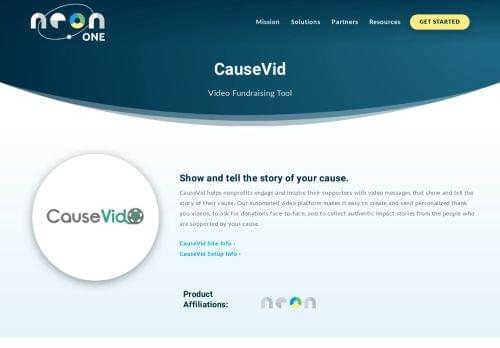 neon
ONE
Mission Solutions Partners Resources GET STARTED
CauseVid
Video Fundraising Tool
CauseVid
Show and tell the story of your cause.
CauseVid helps nonprofits engage and inspire their supporters with video messages that show and tell the
story of their cause. Our automated video platform makes it easy to create and send personalized thank
you videos, to ask for donations face-to-face, and to collect authentic impact stories from the people who
are supported by your cause.
CauseVid Site Info ›
CauseVid Setup Info ›
Product
Affiliations:
neon